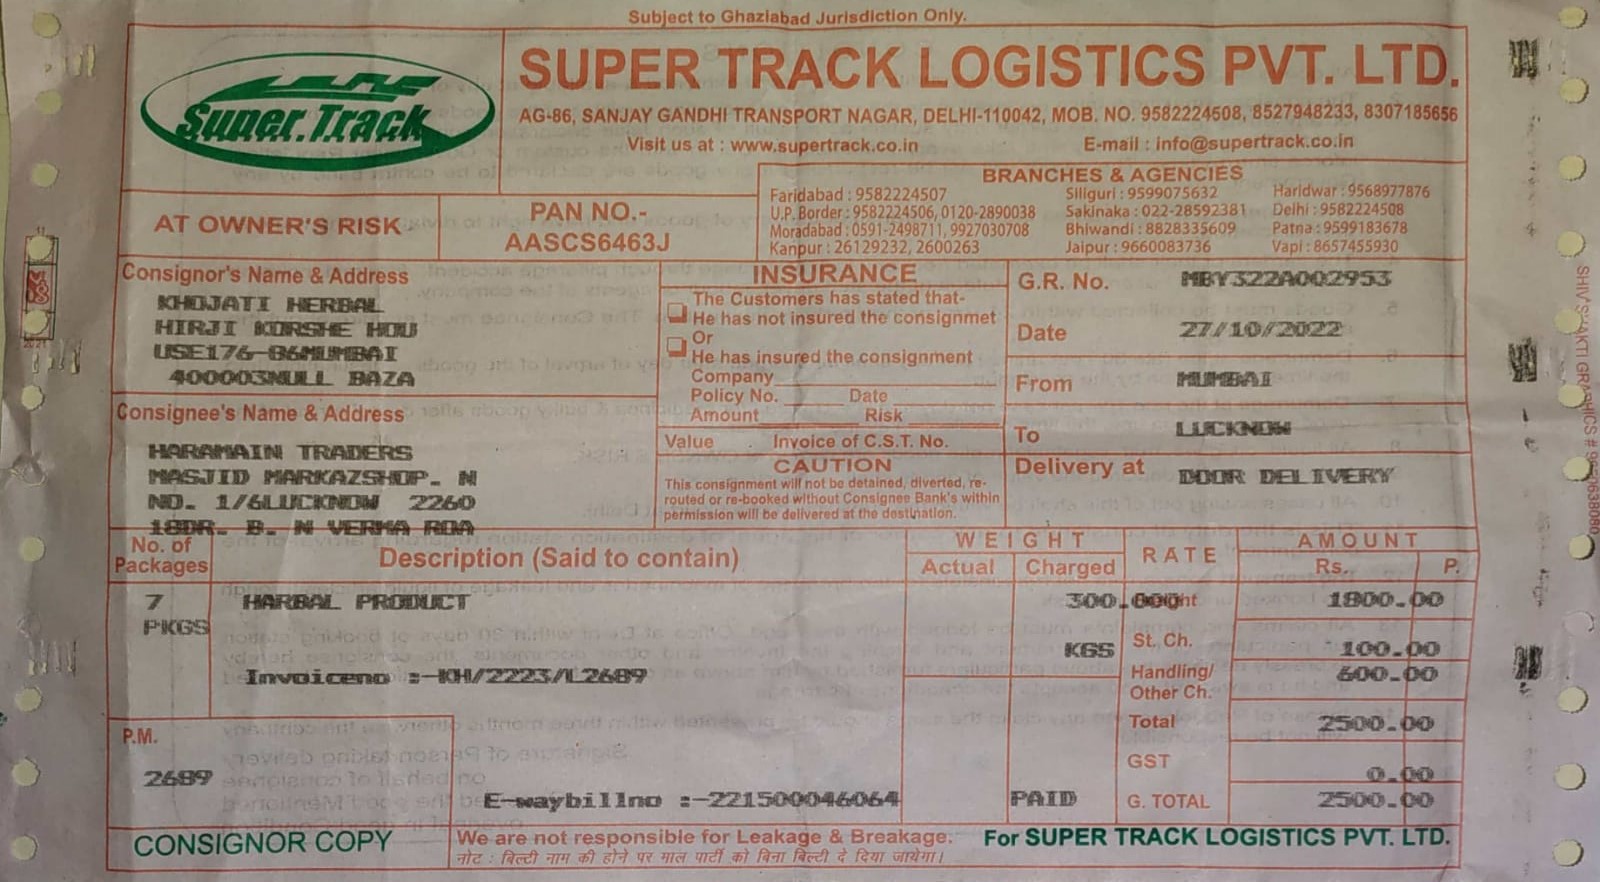 Subject to Ghaziabad Jurisdiction Only.
Super Track
SUPER TRACK LOGISTICS PVT. LTD.
AG-86, SANJAY GANDHI TRANSPORT NAGAR, DELHI-110042, MOB. NO. 9582224508, 8527948233, 8307185656
Visit us at : www.supertrack.co.in E-mail : info@supertrack.co.in
AT OWNER'S RISK
PAN NO.-
AASCS6463J
BRANCHES & AGENCIES
Faridabad : 9582224507 Siliguri : 9599075632 Haridwar : 9568977876
U.P. Border : 9582224506, 0120-2890038 Sakinaka : 022-28592381 Delhi : 9582224508
Moradabad : 0591-2498711, 9927030708 Bhiwandi : 8828335609 Patna : 9599183678
Kanpur : 26129232, 2600263 Jaipur : 9660083736 Vapi : 8657455930
Consignor's Name & Address
KHOJATI HERBAL
HIRJI KORSHE HOU
USE176-86MUMBAI
400003NULL BAZA
Consignee's Name & Address
HARAMAIN TRADERS
MASJID MARKAZSHOP. N
NO. 1/6LUCKNOW 2260
18DR. B. N VERMA ROA
INSURANCE
The Customers has stated that-
He has not insured the consignmet
Or
He has insured the consignment
Company
Policy No. Date
Amount Risk
Value Invoice of C.S.T. No.
CAUTION
This consignment will not be detained, diverted, re-
routed or re-booked without Consignee Bank's within
permission will be delivered at the destination.
G.R. No. MBY322A002953
Date 27/10/2022
From MUMBAI
To LUCKNOW
Delivery at DOOR DELIVERY
No. of Packages Description (Said to contain) WEIGHT Actual Charged RATE AMOUNT Rs. P.
7 HARBAL PRODUCT 300.000 1800.00
PKGS KGS St. Ch. 100.00
Invoiceno :-KH/2223/L2689 Handling/ Other Ch. 600.00
P.M. Total 2500.00
2689 GST 0.00
E-waybillno :-221500046064 PAID G. TOTAL 2500.00
CONSIGNOR COPY
We are not responsible for Leakage & Breakage.
नोट : बिल्टी नाम की होने पर माल पार्टी को बिना बिल्टी दे दिया जायेगा।
For SUPER TRACK LOGISTICS PVT. LTD.